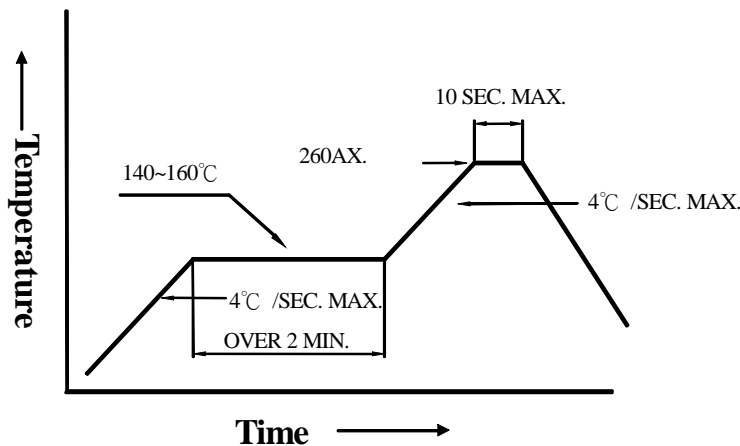 10 SEC. MAX.
260AX.
140~160℃
4℃ /SEC. MAX.
4℃ /SEC. MAX.
OVER 2 MIN.
Temperature
Time